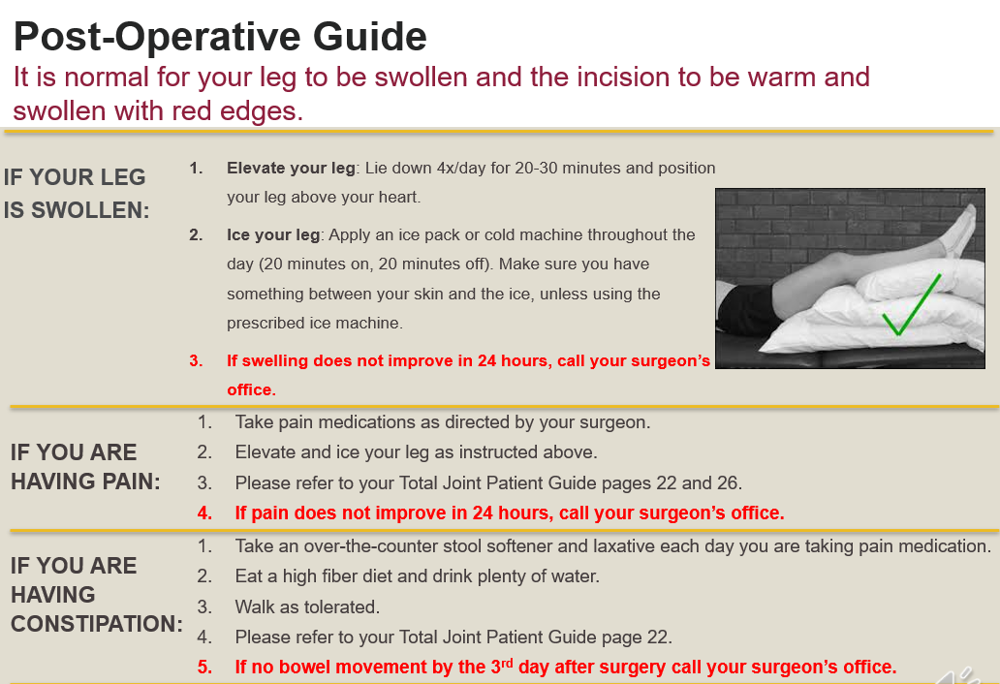 Post-Operative Guide
It is normal for your leg to be swollen and the incision to be warm and
swollen with red edges.
IF YOUR LEG
IS SWOLLEN:
1. Elevate your leg: Lie down 4x/day for 20-30 minutes and position
your leg above your heart.
2. Ice your leg: Apply an ice pack or cold machine throughout the
day (20 minutes on, 20 minutes off). Make sure you have
something between your skin and the ice, unless using the
prescribed ice machine.
3. If swelling does not improve in 24 hours, call your surgeon’s
office.
IF YOU ARE
HAVING PAIN:
1. Take pain medications as directed by your surgeon.
2. Elevate and ice your leg as instructed above.
3. Please refer to your Total Joint Patient Guide pages 22 and 26.
4. If pain does not improve in 24 hours, call your surgeon’s office.
IF YOU ARE
HAVING
CONSTIPATION:
1. Take an over-the-counter stool softener and laxative each day you are taking pain medication.
2. Eat a high fiber diet and drink plenty of water.
3. Walk as tolerated.
4. Please refer to your Total Joint Patient Guide page 22.
5. If no bowel movement by the 3rd day after surgery call your surgeon’s office.